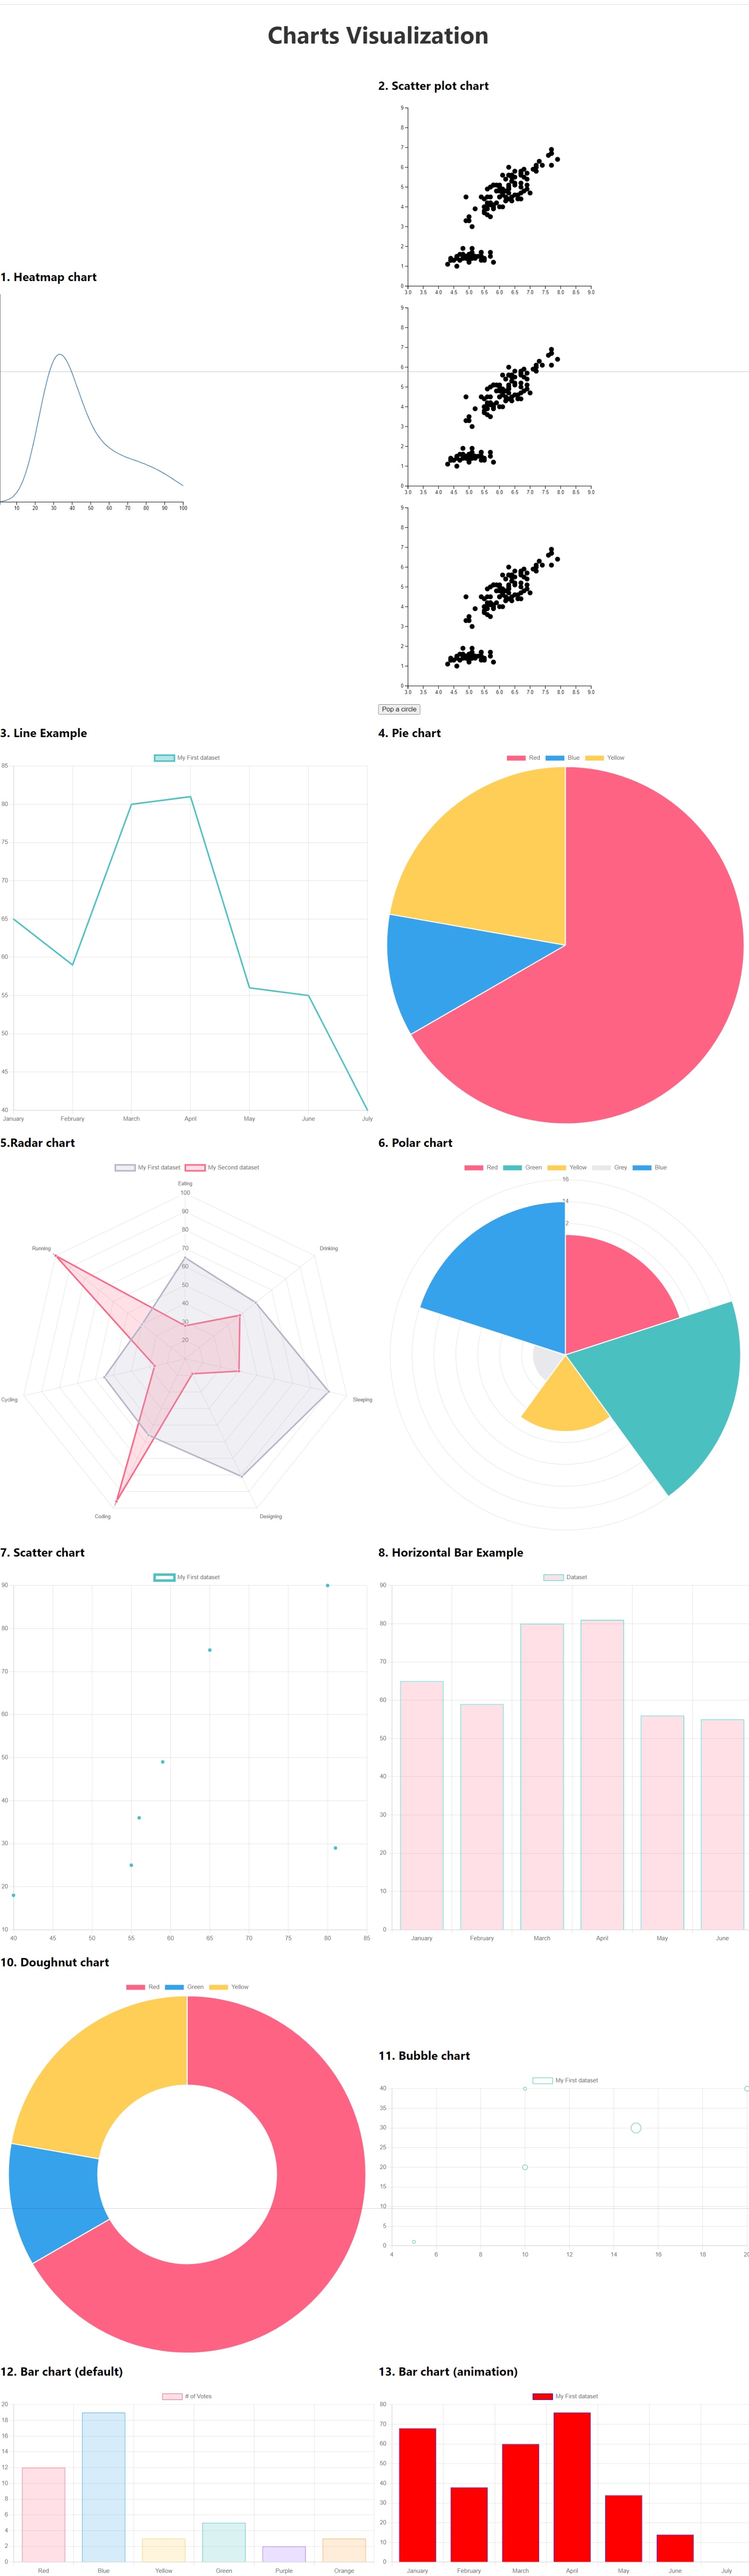 Charts Visualization
2. Scatter plot chart
9
8
7
6
5
4
3
2
1
0
3.0 3.5 4.0 4.5 5.0 5.5 6.0 6.5 7.0 7.5 8.0 8.5 9.0
1. Heatmap chart
10 20 30 40 50 60 70 80 90 100
9
8
7
6
5
4
3
2
1
0
3.0 3.5 4.0 4.5 5.0 5.5 6.0 6.5 7.0 7.5 8.0 8.5 9.0
9
8
7
6
5
4
3
2
1
0
3.0 3.5 4.0 4.5 5.0 5.5 6.0 6.5 7.0 7.5 8.0 8.5 9.0
Pop a circle
3. Line Example
My First dataset
85
80
75
70
65
60
55
50
45
40
January February March April May June July
4. Pie chart
Red Blue Yellow
5.Radar chart
My First dataset My Second dataset
Eating
100
90
80
70
60
50
40
30
20
Running
Drinking
Cycling
Sleeping
Coding
Designing
6. Polar chart
Red Green Yellow Grey Blue
16
14
2
7. Scatter chart
My First dataset
90
80
70
60
50
40
30
20
10
40 45 50 55 60 65 70 75 80 85
8. Horizontal Bar Example
Dataset
90
80
70
60
50
40
30
20
10
0
January February March April May June
10. Doughnut chart
Red Green Yellow
11. Bubble chart
My First dataset
40
35
30
25
20
15
10
5
0
4 6 8 10 12 14 16 18 20
12. Bar chart (default)
# of Votes
20
18
16
14
12
10
8
6
4
2
0
Red Blue Yellow Green Purple Orange
13. Bar chart (animation)
My First dataset
80
70
60
50
40
30
20
10
0
January February March April May June July